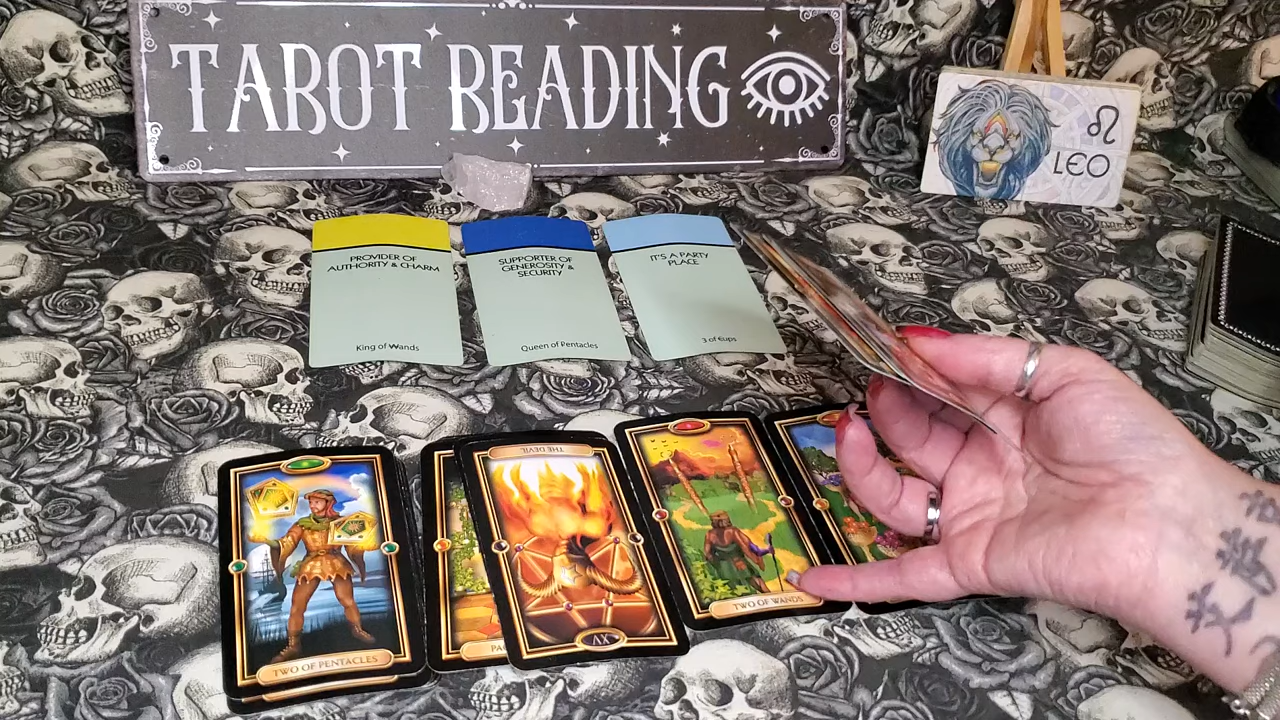 TAROT READING
♌
LEO
PROVIDER OF
AUTHORITY & CHARM
King of Wands
SUPPORTER OF
GENEROSITY &
SECURITY
Queen of Pentacles
IT'S A PARTY
PLACE
3 of Cups
TWO OF PENTACLES
THE DEVIL
XV
TWO OF WANDS